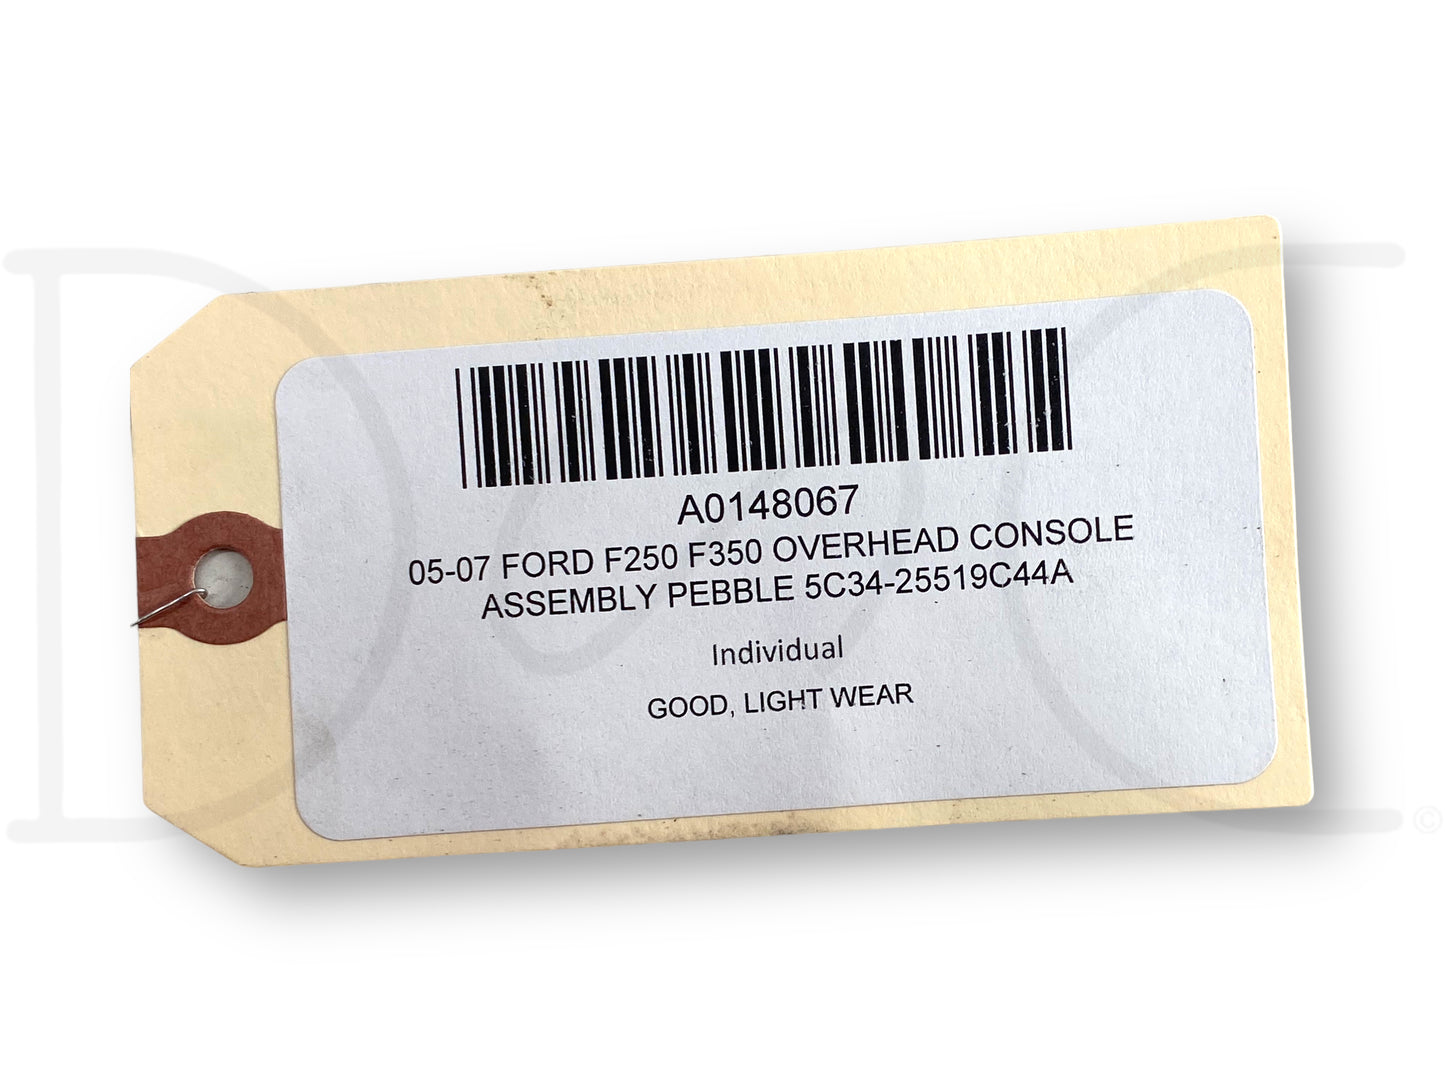 A0148067
05-07 FORD F250 F350 OVERHEAD CONSOLE
ASSEMBLY PEBBLE 5C34-25519C44A
Individual
GOOD, LIGHT WEAR
©